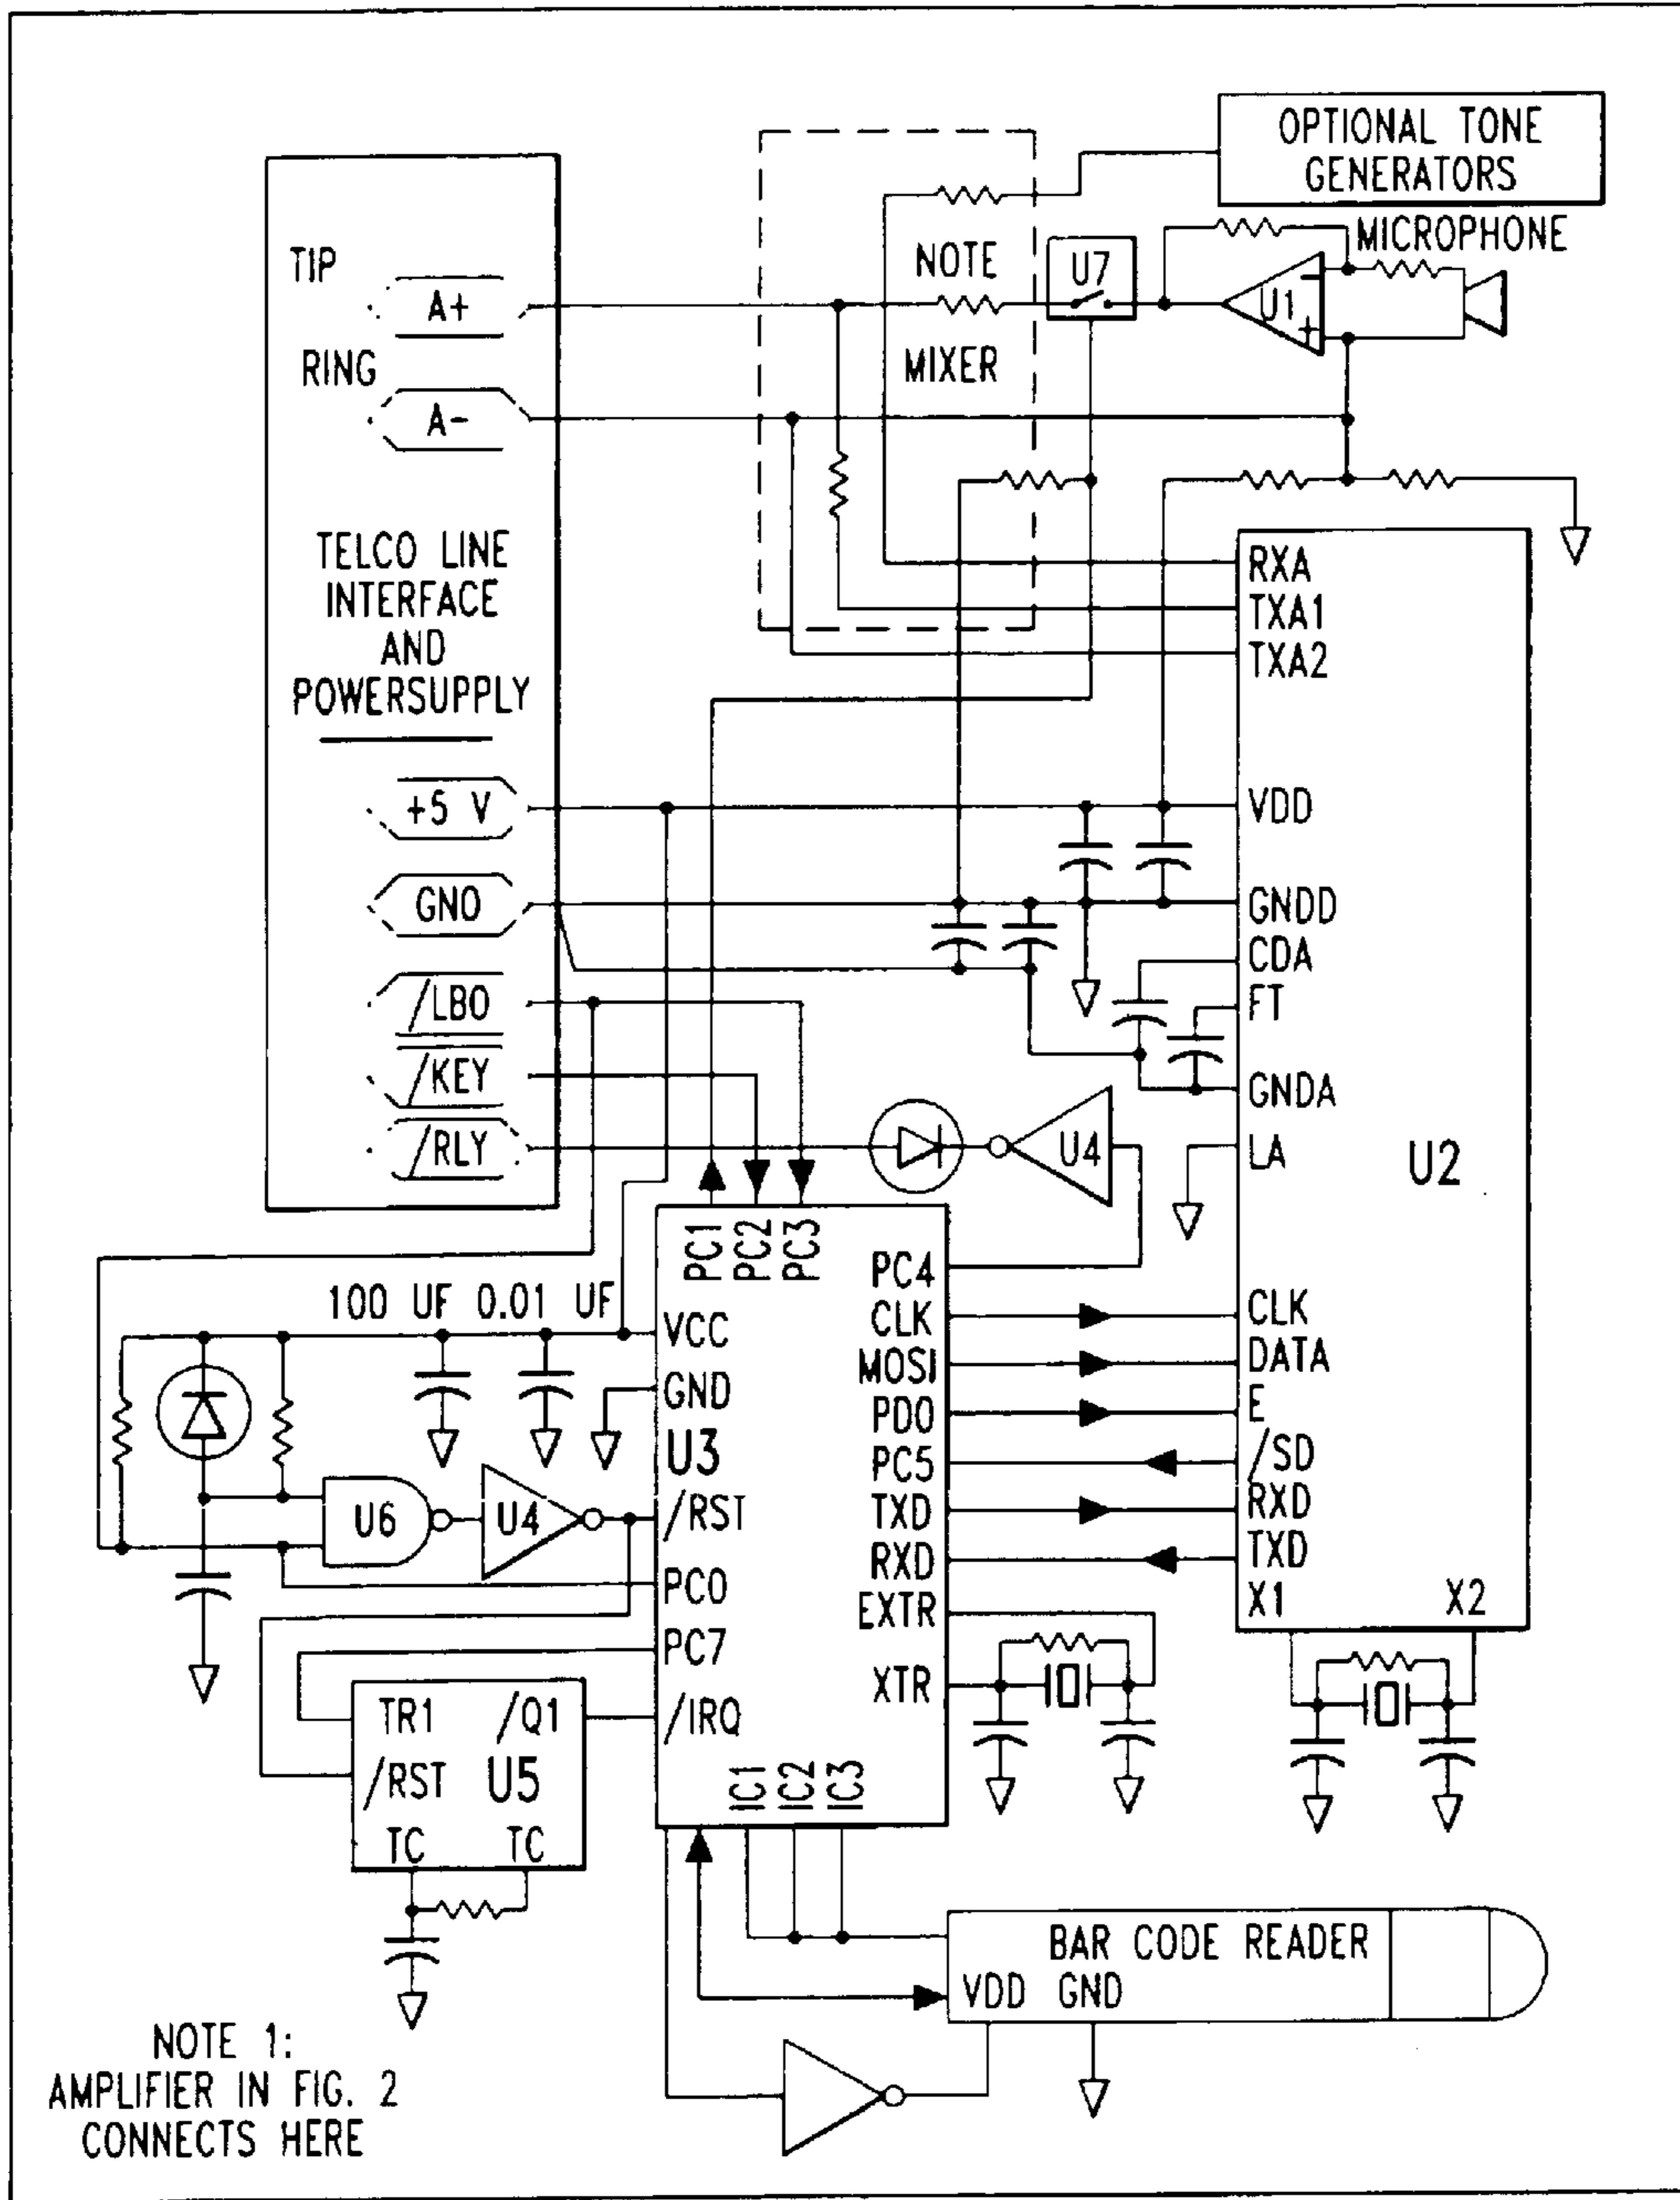 OPTIONAL TONE
GENERATORS
MICROPHONE
TIP
A+
NOTE
U7
U1
RING
MIXER
A-
TELCO LINE
INTERFACE
AND
POWERSUPPLY
RXA
TXA1
TXA2
+5 V
VDD
GNO
GNDD
CDA
/LBO
FT
/KEY
GNDA
/RLY
U4
LA
U2
PC1
PC2
PC3
PC4
100 UF 0.01 UF
VCC
CLK
CLK
MOSI
DATA
GND
PDO
E
U3
PC5
/SD
U6
U4
/RST
TXD
RXD
RXD
TXD
PC0
EXTR
X1
X2
PC7
XTR
TR1
/Q1
/IRQ
/RST
U5
IC1
IC2
IC3
TC
TC
BAR CODE READER
VDD GND
NOTE 1:
AMPLIFIER IN FIG. 2
CONNECTS HERE